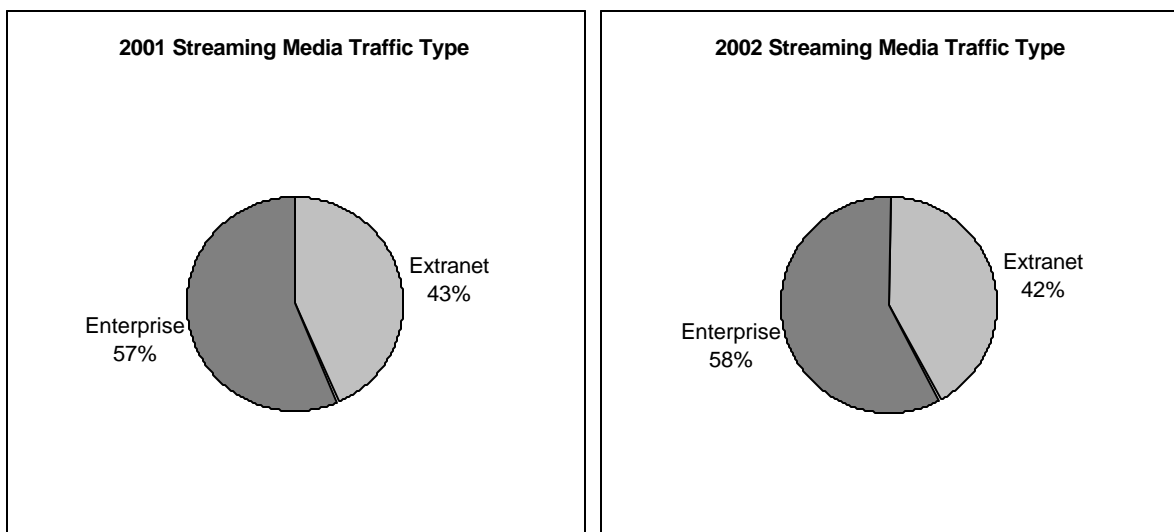 2001 Streaming Media Traffic Type
Extranet
43%
Enterprise
57%
2002 Streaming Media Traffic Type
Extranet
42%
Enterprise
58%